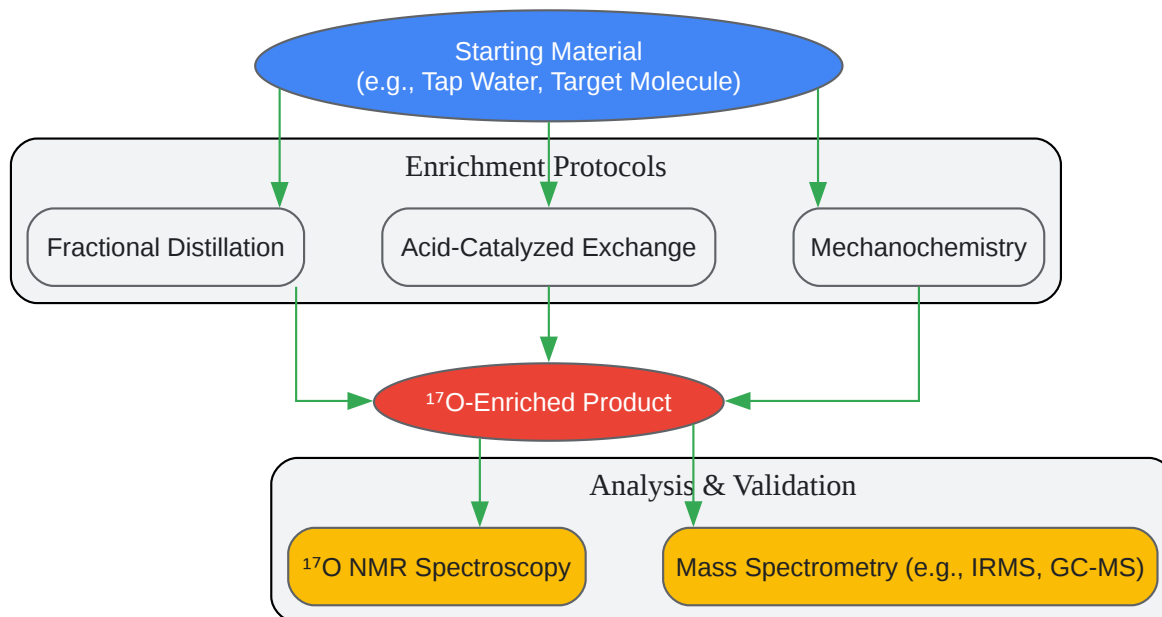 Starting Material
(e.g., Tap Water, Target Molecule)
Enrichment Protocols
Fractional Distillation
Acid-Catalyzed Exchange
Mechanochemistry
¹⁷O-Enriched Product
Analysis & Validation
¹⁷O NMR Spectroscopy
Mass Spectrometry (e.g., IRMS, GC-MS)